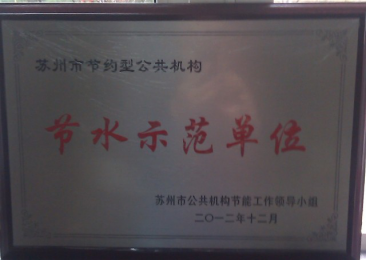 苏州市节约型公共机构
节水示范单位
苏州市公共机构节能工作领导小组
二〇一二年十二月